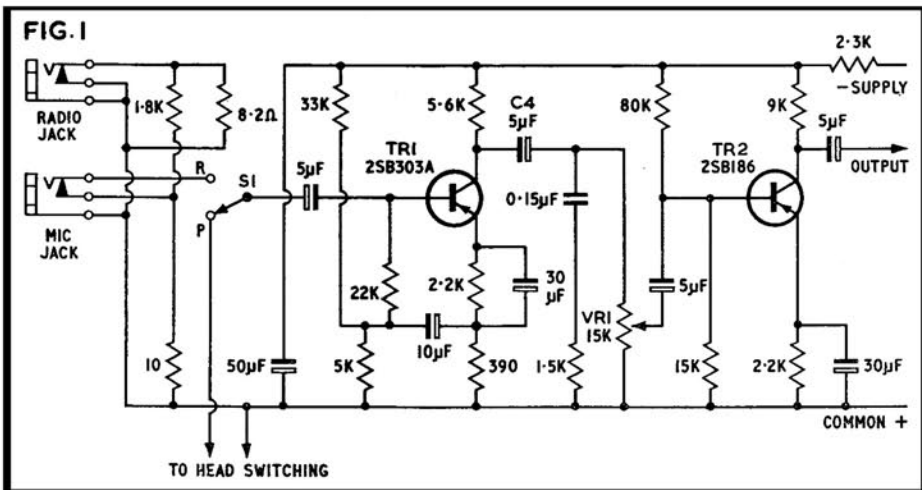 FIG.1
2·3K
-SUPPLY
RADIO
JACK
1·8K
8·2Ω
33K
5·6K
C4
5µF
80K
9K
5µF
OUTPUT
TR1
2SB303A
TR2
2SB186
R
S1
P
5µF
0·15µF
MIC
JACK
22K
2·2K
30
µF
VR1
15K
5µF
10
50µF
5K
10µF
390
1·5K
15K
2·2K
30µF
COMMON +
TO HEAD SWITCHING